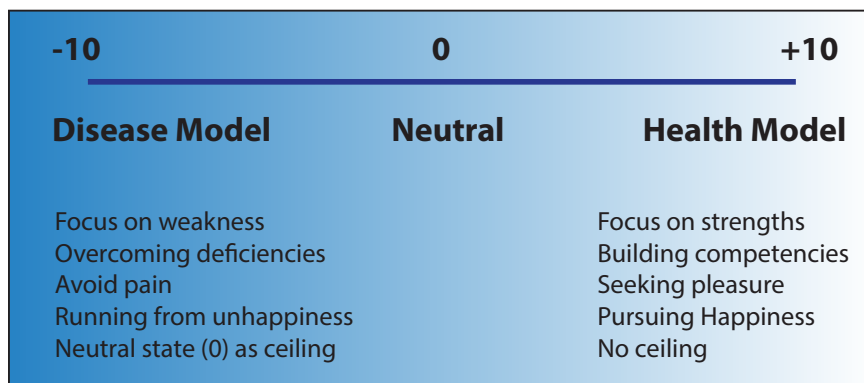 -10 0 +10
Disease Model Neutral Health Model
Focus on weakness
Overcoming deficiencies
Avoid pain
Running from unhappiness
Neutral state (0) as ceiling
Focus on strengths
Building competencies
Seeking pleasure
Pursuing Happiness
No ceiling